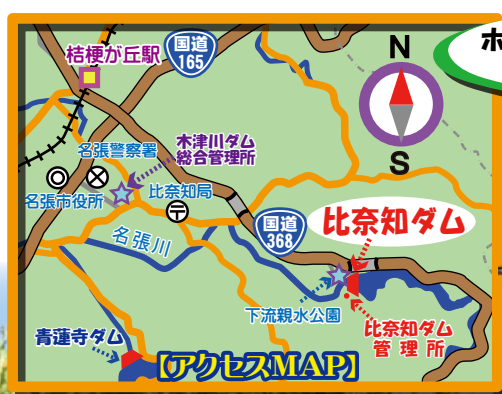 桔梗が丘駅
国道
165
N
S
ホ
名張警察署
木津川ダム
総合管理所
名張市役所
比奈知局
〒
名張川
国道
368
比奈知ダム
下流親水公園
青蓮寺ダム
比奈知ダム
管理所
【アクセスMAP】